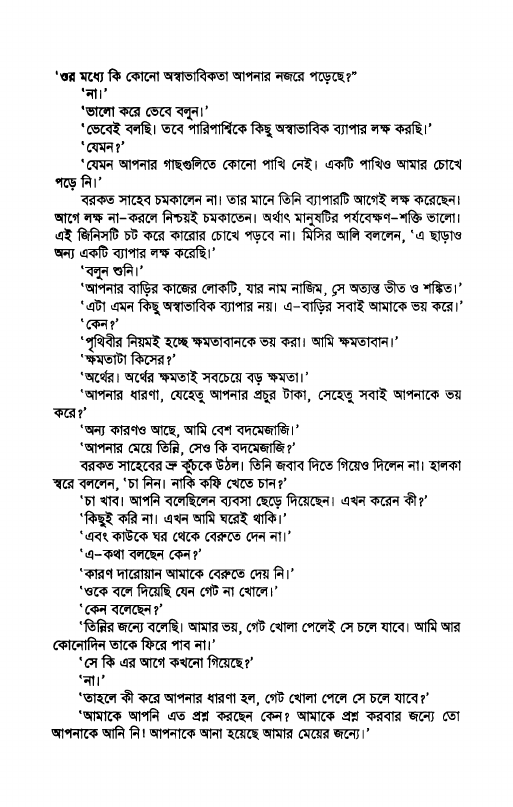 ‘ওর মধ্যে কি কোনো অস্বাভাবিকতা আপনার নজরে পড়েছে?”
‘না।’
‘ভালো করে ভেবে বলুন।’
‘ভেবেই বলছি। তবে পারিপার্শ্বিকে কিছু অস্বাভাবিক ব্যাপার লক্ষ করছি।’
‘যেমন?’
‘যেমন আপনার গাছগুলিতে কোনো পাখি নেই। একটি পাখিও আমার চোখে
পড়ে নি।’
বরকত সাহেব চমকালেন না। তার মানে তিনি ব্যাপারটি আগেই লক্ষ করেছেন।
আগে লক্ষ না-করলে নিশ্চয়ই চমকাতেন। অর্থাৎ মানুষটির পর্যবেক্ষণ-শক্তি ভালো।
এই জিনিসটি চট করে কারোর চোখে পড়বে না। মিসির আলি বললেন, ‘এ ছাড়াও
অন্য একটি ব্যাপার লক্ষ করেছি।’
‘বলুন শুনি।’
‘আপনার বাড়ির কাজের লোকটি, যার নাম নাজিম, সে অত্যন্ত ভীত ও শঙ্কিত।’
‘এটা এমন কিছু অস্বাভাবিক ব্যাপার নয়। এ-বাড়ির সবাই আমাকে ভয় করে।’
‘কেন?’
‘পৃথিবীর নিয়মই হচ্ছে ক্ষমতাবানকে ভয় করা। আমি ক্ষমতাবান।’
‘ক্ষমতাটা কিসের?’
‘অর্থের। অর্থের ক্ষমতাই সবচেয়ে বড় ক্ষমতা।’
‘আপনার ধারণা, যেহেতু আপনার প্রচুর টাকা, সেহেতু সবাই আপনাকে ভয়
করে?’
‘অন্য কারণও আছে, আমি বেশ বদমেজাজি।’
‘আপনার মেয়ে তিন্নি, সেও কি বদমেজাজি?’
বরকত সাহেবের ভ্রূ কুঁচকে উঠল। তিনি জবাব দিতে গিয়েও দিলেন না। হালকা
স্বরে বললেন, ‘চা নিন। নাকি কফি খেতে চান?’
‘চা খাব। আপনি বলেছিলেন ব্যবসা ছেড়ে দিয়েছেন। এখন করেন কী?’
‘কিছুই করি না। এখন আমি ঘরেই থাকি।’
‘এবং কাউকে ঘর থেকে বেরুতে দেন না।’
‘এ-কথা বলছেন কেন?’
‘কারণ দারোয়ান আমাকে বেরুতে দেয় নি।’
‘ওকে বলে দিয়েছি যেন গেট না খোলে।’
‘কেন বলেছেন?’
‘তিন্নির জন্যে বলেছি। আমার ভয়, গেট খোলা পেলেই সে চলে যাবে। আমি আর
কোনোদিন তাকে ফিরে পাব না।’
‘সে কি এর আগে কখনো গিয়েছে?’
‘না।’
‘তাহলে কী করে আপনার ধারণা হল, গেট খোলা পেলে সে চলে যাবে?’
‘আমাকে আপনি এত প্রশ্ন করছেন কেন? আমাকে প্রশ্ন করবার জন্যে তো
আপনাকে আনি নি! আপনাকে আনা হয়েছে আমার মেয়ের জন্যে।’